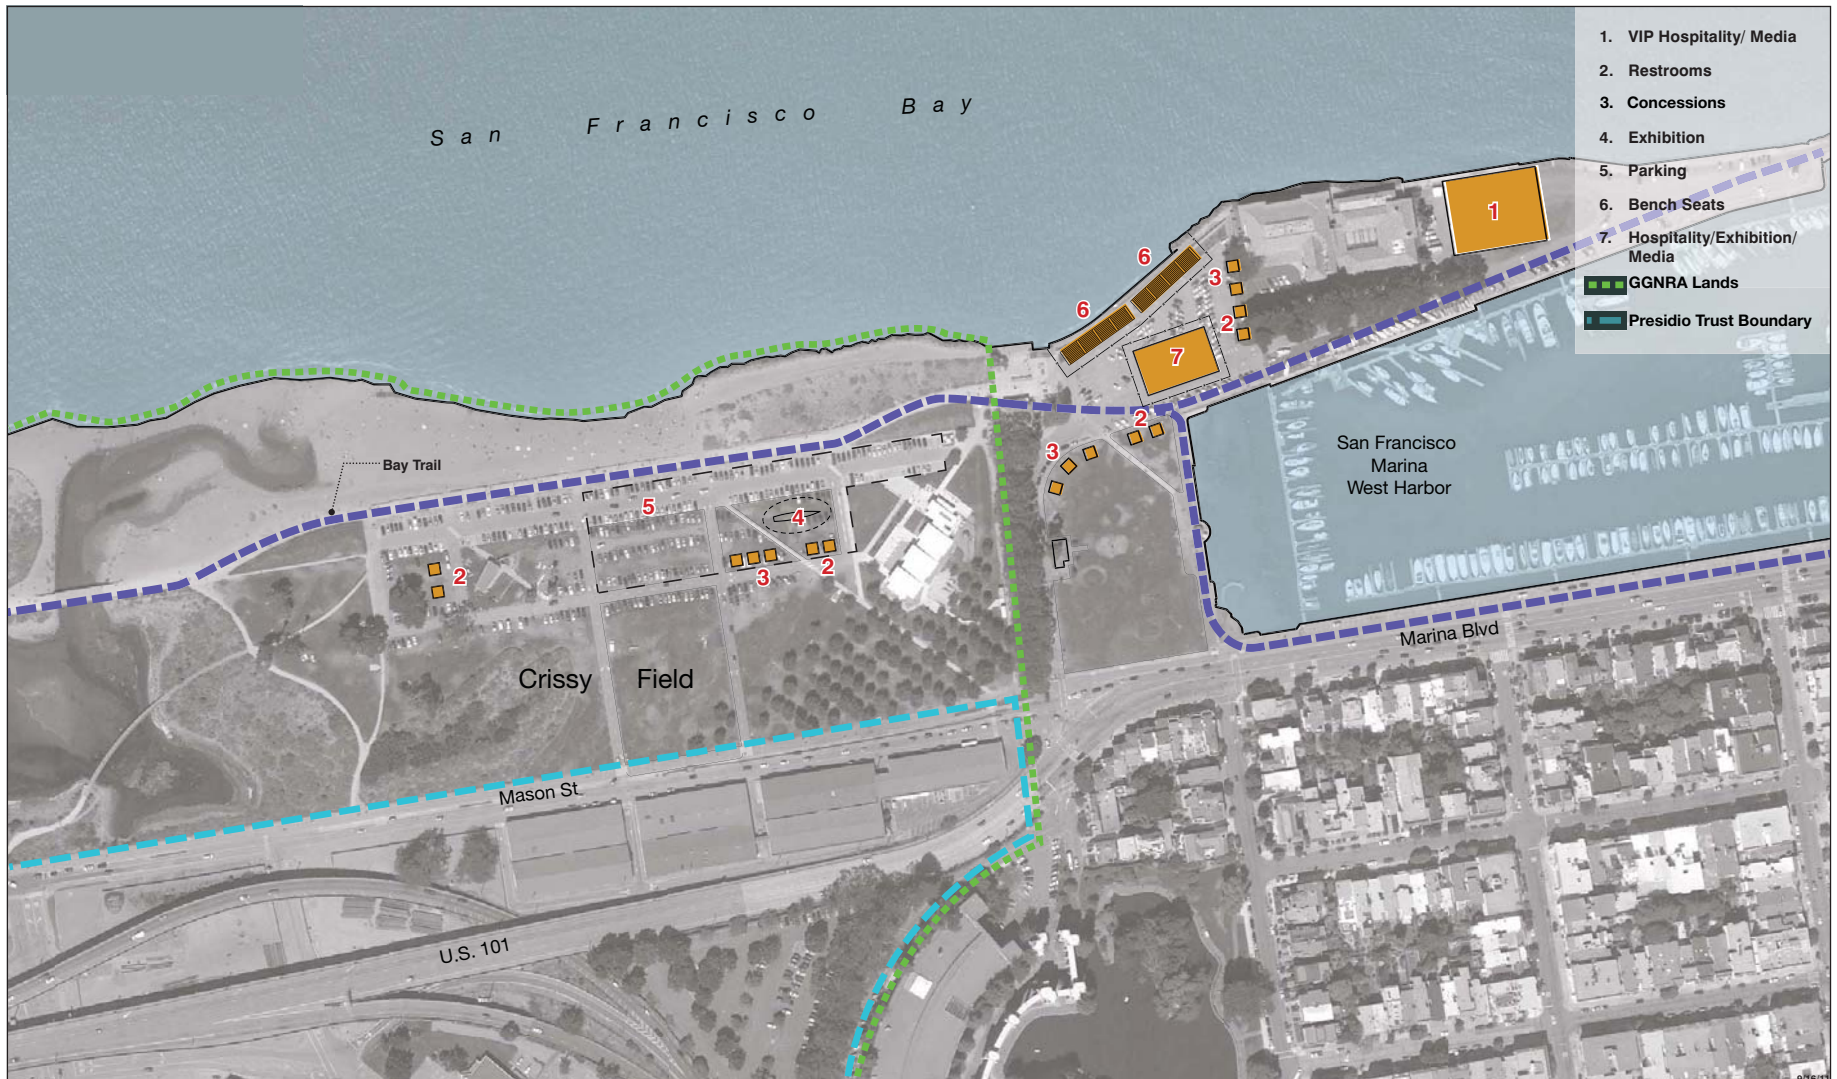 1. VIP Hospitality/ Media
2. Restrooms
3. Concessions
4. Exhibition
5. Parking
6. Bench Seats
7. Hospitality/Exhibition/
Media
GGNRA Lands
Presidio Trust Boundary
San Francisco Bay
1
6
3
6
2
7
2
3
San Francisco
Marina
West Harbor
Bay Trail
5
4
2
3
2
Marina Blvd
Crissy Field
Mason St
U.S. 101